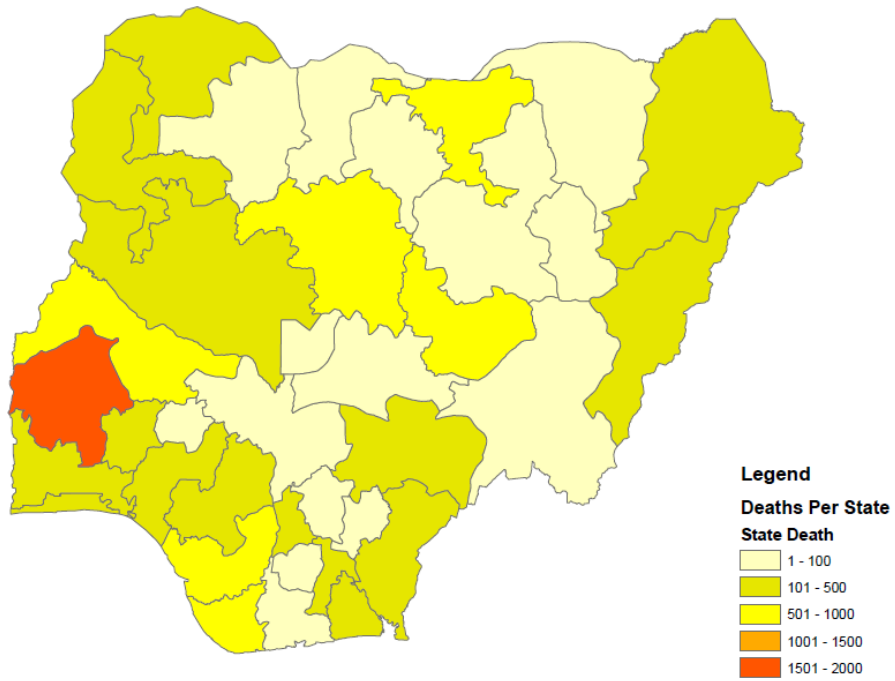 Legend
Deaths Per State
State Death
1 - 100
101 - 500
501 - 1000
1001 - 1500
1501 - 2000